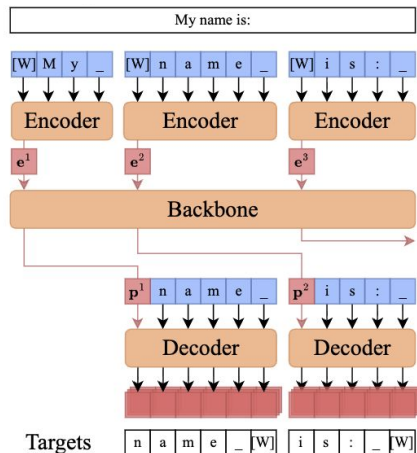 My name is:
[W] M y _ [W] n a m e _ [W] i s : _
Encoder Encoder Encoder
e¹ e² e³
Backbone
p¹ n a m e _ p² i s : _
Decoder Decoder
Targets n a m e _ [W] i s : _ [W]